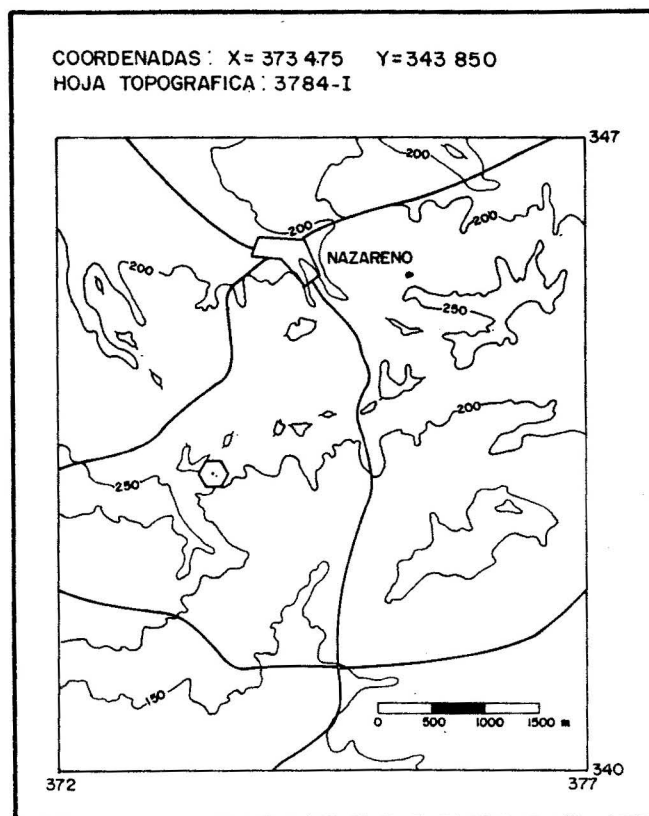 COORDENADAS: X= 373 475 Y=343 850
HOJA TOPOGRAFICA: 3784-I
347
200
200
200
200
NAZARENO
250
200
250
150
0 500 1000 1500 m
340
372 377